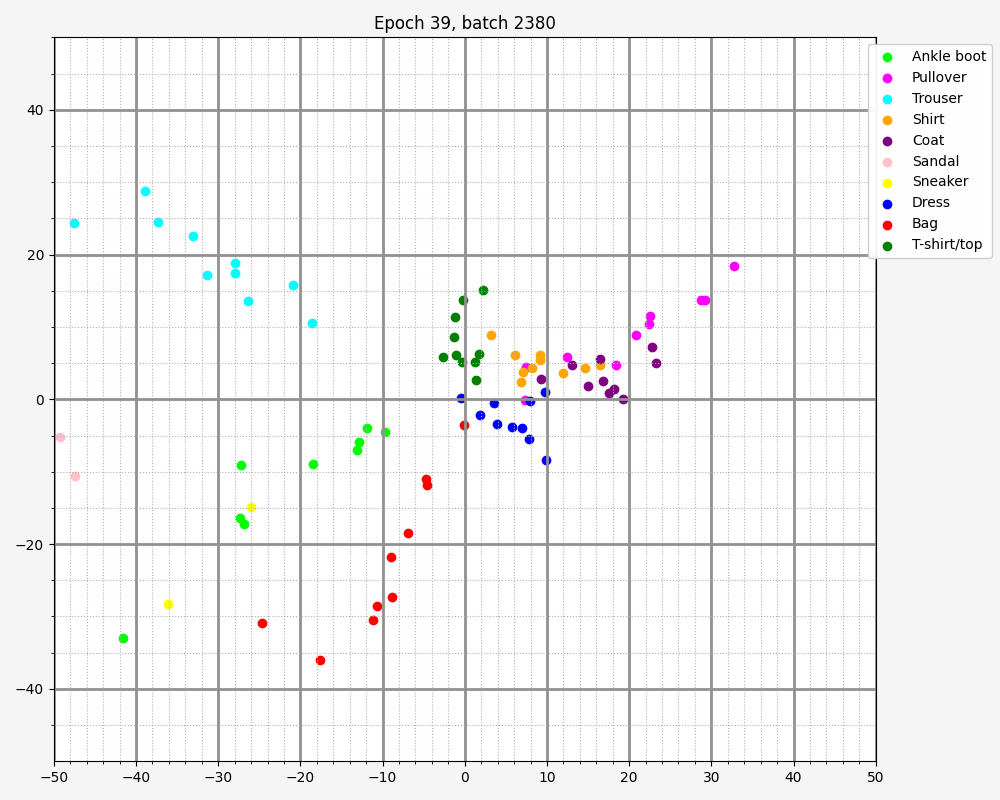 Epoch 39, batch 2380
Ankle boot
Pullover
Trouser
Shirt
Coat
Sandal
Sneaker
Dress
Bag
T-shirt/top
40
20
0
−20
−40
−50 −40 −30 −20 −10 0 10 20 30 40 50